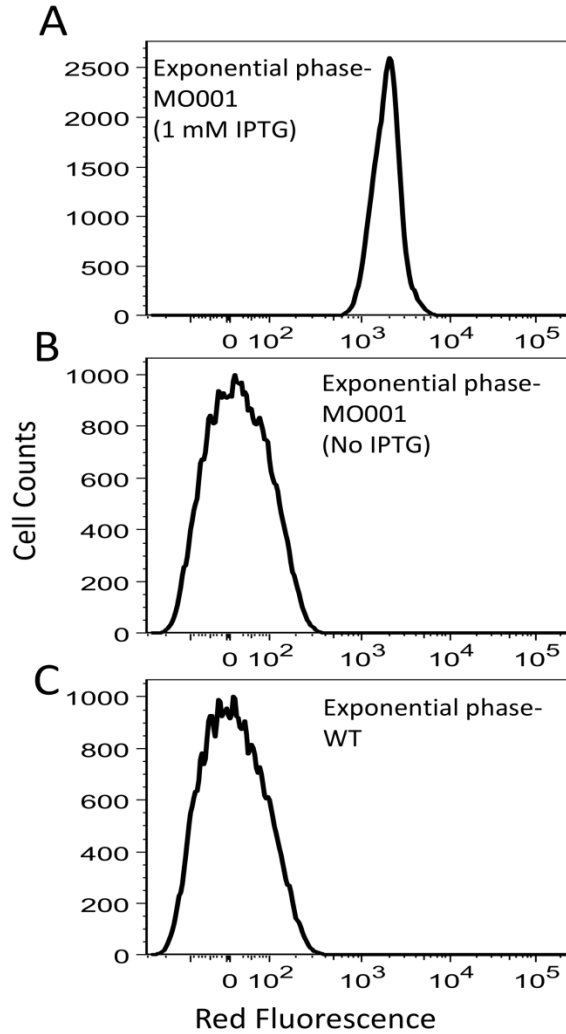 A
Exponential phase-
MO001
(1 mM IPTG)
2500
2000
1500
1000
500
0
0 10² 10³ 10⁴ 10⁵
B
Exponential phase-
MO001
(No IPTG)
1000
800
600
400
200
0
0 10² 10³ 10⁴ 10⁵
Cell Counts
C
Exponential phase-
WT
1000
800
600
400
200
0
0 10² 10³ 10⁴ 10⁵
Red Fluorescence